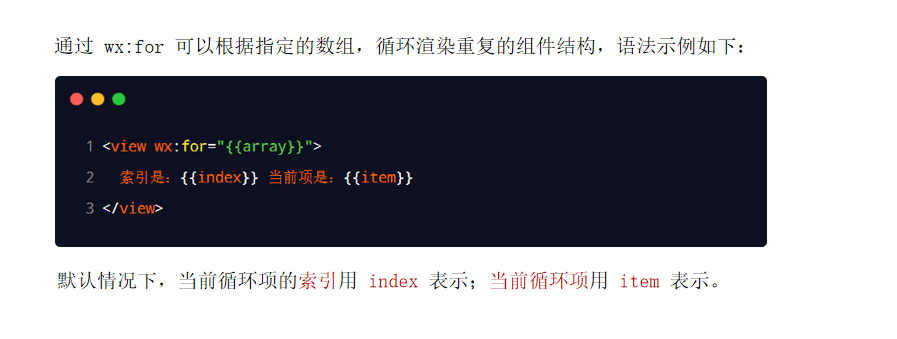 通过 wx:for 可以根据指定的数组，循环渲染重复的组件结构，语法示例如下：
1 <view wx:for="{{array}}">
2   索引是：{{index}} 当前项是：{{item}}
3 </view>
默认情况下，当前循环项的索引用 index 表示；当前循环项用 item 表示。